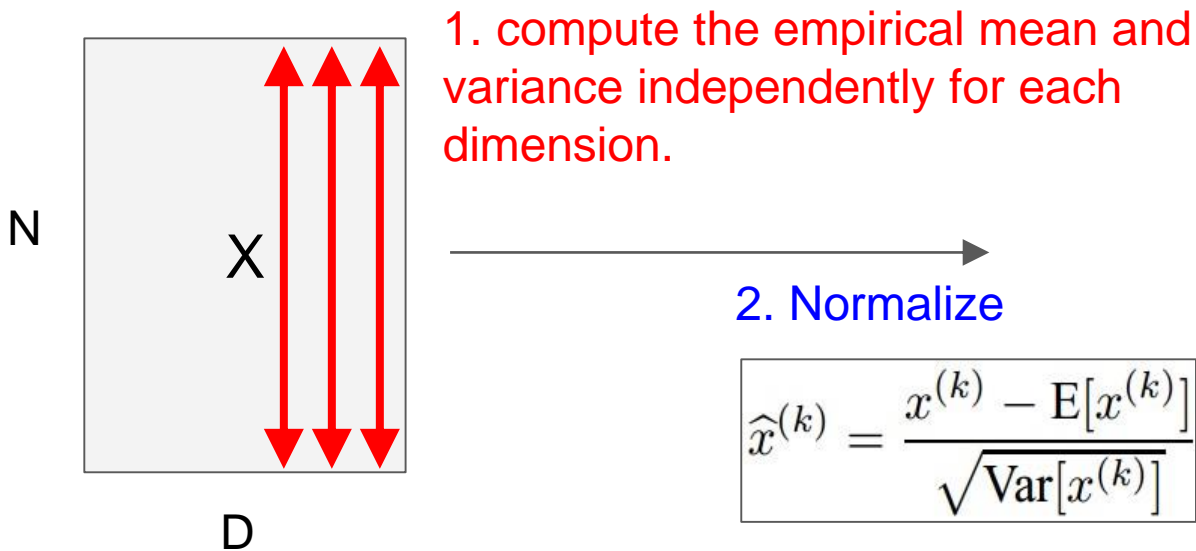 1. compute the empirical mean and
variance independently for each
dimension.
N
X
2. Normalize
x̂^(k) = (x^(k) − E[x^(k)]) / √Var[x^(k)]
D